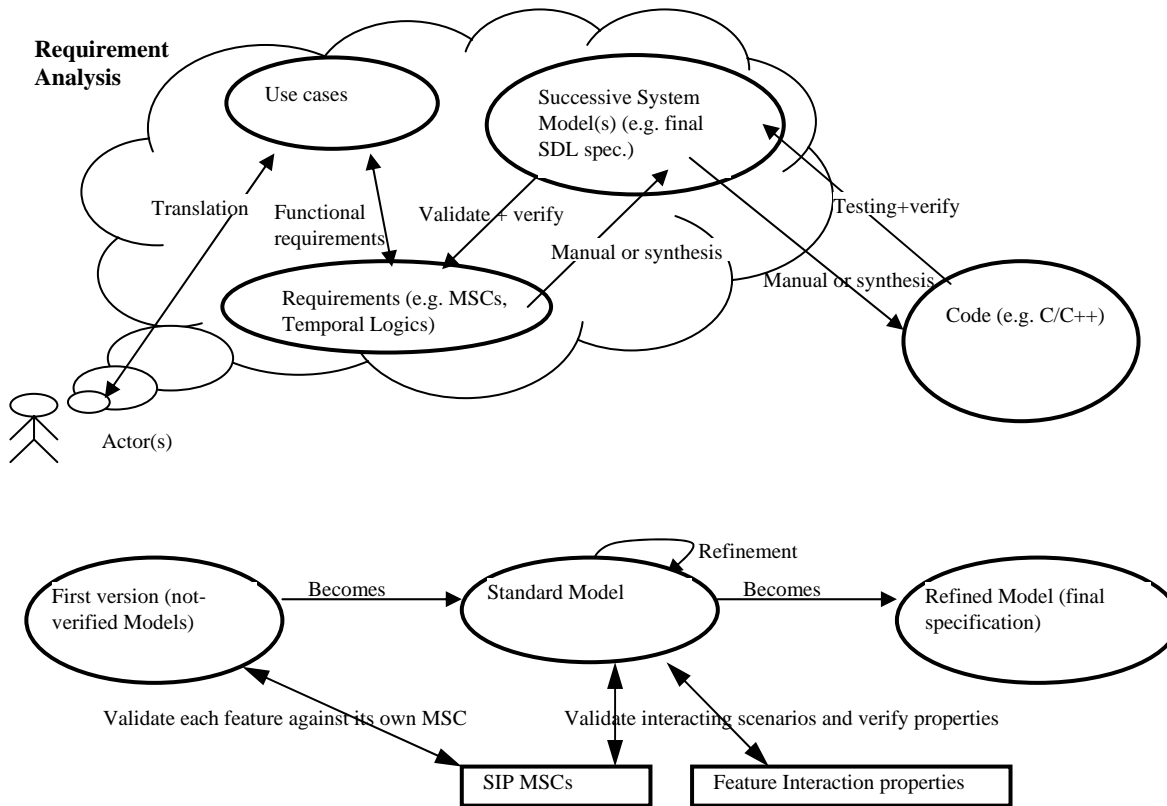 Requirement
Analysis
Use cases
Successive System
Model(s) (e.g. final
SDL spec.)
Translation
Functional
requirements
Validate + verify
Testing+verify
Manual or synthesis
Manual or synthesis
Requirements (e.g. MSCs,
Temporal Logics)
Code (e.g. C/C++)
Actor(s)
Refinement
First version (not-
verified Models)
Becomes
Standard Model
Becomes
Refined Model (final
specification)
Validate each feature against its own MSC
Validate interacting scenarios and verify properties
SIP MSCs
Feature Interaction properties